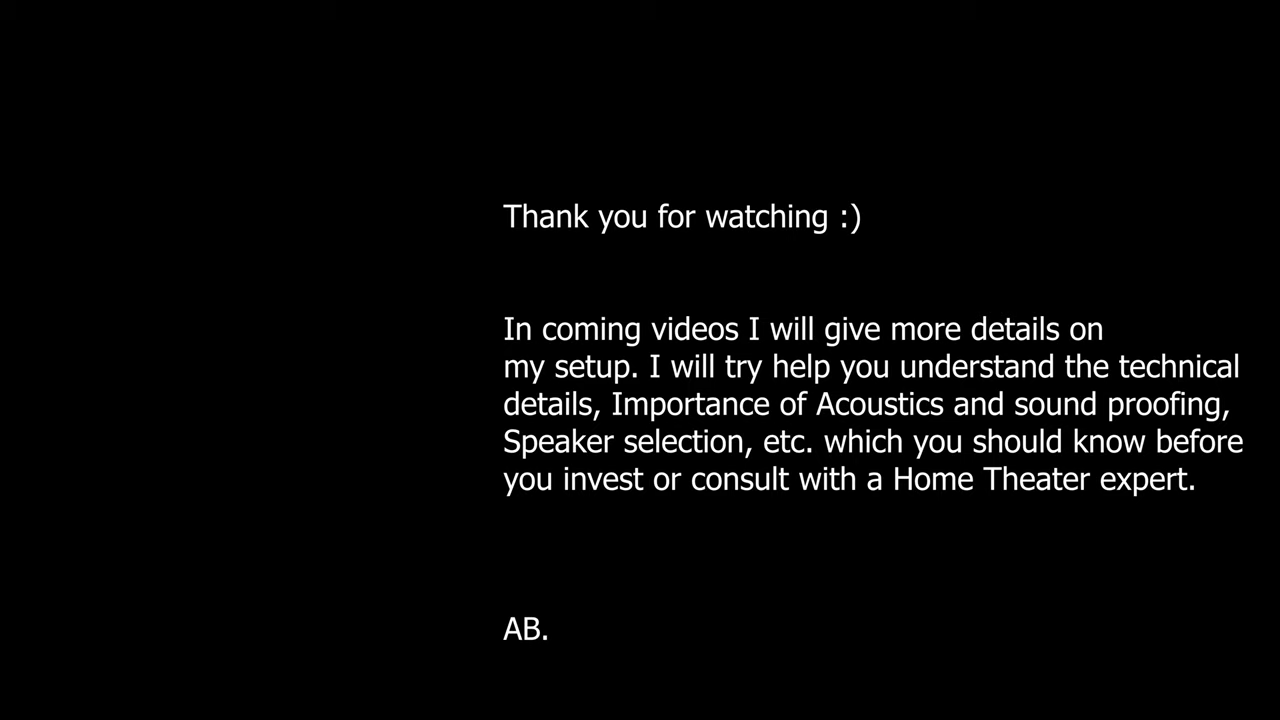 Thank you for watching :)
In coming videos I will give more details on
my setup. I will try help you understand the technical
details, Importance of Acoustics and sound proofing,
Speaker selection, etc. which you should know before
you invest or consult with a Home Theater expert.
AB.